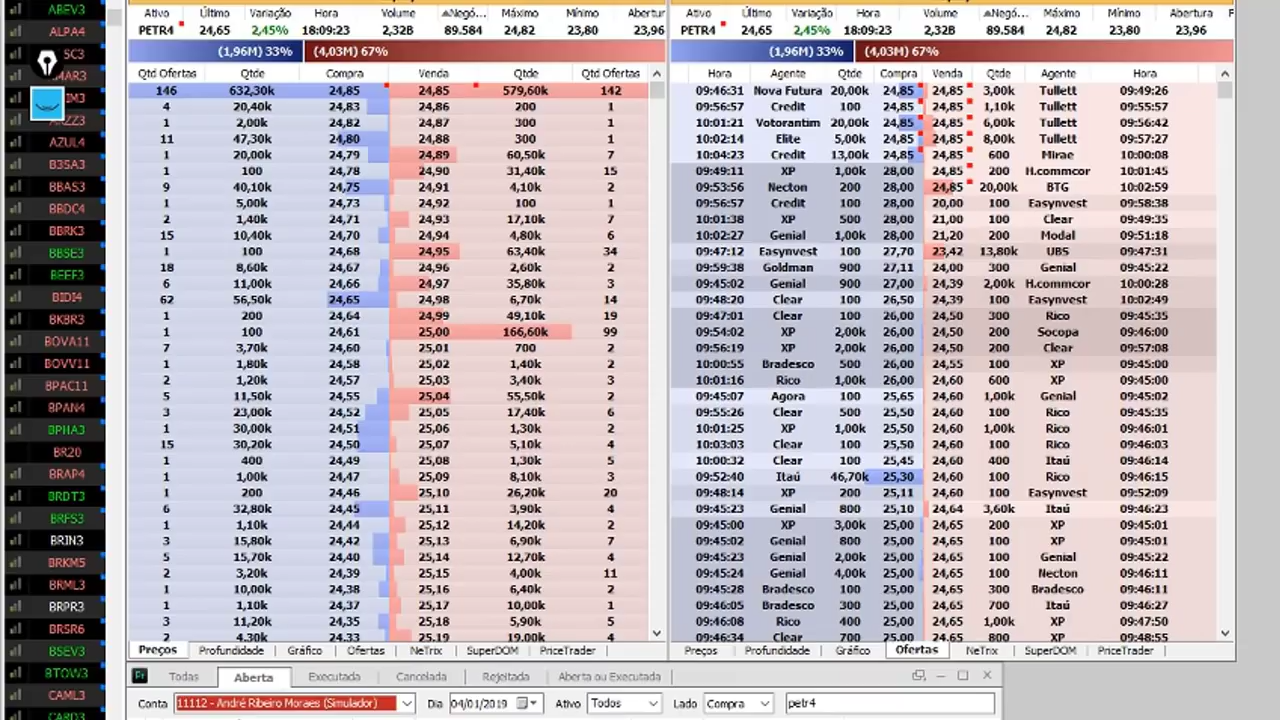 ABEV3
ALPA4
SC3
MAR3
IM3
RZZ3
AZUL4
B3SA3
BBAS3
BBDC4
BBRK3
BBSE3
BEEF3
BIDI4
BKBR3
BOVA11
BOVV11
BPAC11
BPAN4
BPHA3
BR20
BRAP4
BRDT3
BRFS3
BRIN3
BRKM5
BRML3
BRPR3
BRSR6
BSEV3
BTOW3
CAML3
CARD3
Ativo Último Variação Hora Volume Negó... Máximo Mínimo Abertur
PETR4 24,65 2,45% 18:09:23 2,32B 89.584 24,82 23,80 23,96
(1,96M) 33% (4,03M) 67%
Qtd Ofertas Qtde Compra Venda Qtde Qtd Ofertas
146 632,30k 24,85 24,85 579,60k 142
4 20,40k 24,83 24,86 200 1
1 2,00k 24,82 24,87 300 1
11 47,30k 24,80 24,88 300 1
1 20,00k 24,79 24,89 60,50k 7
1 100 24,78 24,90 31,40k 15
9 40,10k 24,75 24,91 4,10k 2
1 5,00k 24,73 24,92 100 1
2 1,40k 24,71 24,93 17,10k 7
15 10,40k 24,70 24,94 4,80k 6
1 100 24,68 24,95 63,40k 34
18 8,60k 24,67 24,96 2,60k 2
6 11,00k 24,66 24,97 35,80k 3
62 56,50k 24,65 24,98 6,70k 14
1 200 24,64 24,99 49,10k 19
1 100 24,61 25,00 166,60k 99
7 3,70k 24,60 25,01 700 2
1 1,80k 24,58 25,02 1,40k 2
2 1,20k 24,57 25,03 3,40k 3
5 11,50k 24,55 25,04 55,50k 2
3 23,00k 24,52 25,05 17,40k 6
1 30,00k 24,51 25,06 1,30k 2
15 30,20k 24,50 25,07 5,10k 4
1 400 24,49 25,08 1,30k 5
1 1,00k 24,47 25,09 8,10k 3
1 200 24,46 25,10 26,20k 20
6 32,80k 24,45 25,11 3,90k 4
1 1,10k 24,44 25,12 14,20k 2
3 15,80k 24,42 25,13 6,90k 7
5 15,70k 24,40 25,14 12,70k 4
2 3,20k 24,39 25,15 4,00k 11
1 10,00k 24,38 25,16 6,40k 2
1 1,10k 24,37 25,17 10,00k 1
3 11,20k 24,35 25,18 5,90k 5
2 4,30k 24,33 25,19 19,00k 4
Preços Profundidade Gráfico Ofertas NeTrix SuperDOM PriceTrader
Ativo Último Variação Hora Volume Negó... Máximo Mínimo Abertura F
PETR4 24,65 2,45% 18:09:23 2,32B 89.584 24,82 23,80 23,96
(1,96M) 33% (4,03M) 67%
Hora Agente Qtde Compra Venda Qtde Agente Hora
09:46:31 Nova Futura 20,00k 24,85 24,85 3,00k Tullett 09:49:26
09:56:57 Credit 100 24,85 24,85 1,10k Tullett 09:55:57
10:01:21 Votorantim 20,00k 24,85 24,85 6,00k Tullett 09:56:42
10:02:14 Elite 5,00k 24,85 24,85 8,00k Tullett 09:57:27
10:04:23 Credit 13,00k 24,85 24,85 600 Mirae 10:00:08
09:49:11 XP 1,00k 28,00 24,85 200 H.commcor 10:01:45
09:53:56 Necton 200 28,00 24,85 20,00k BTG 10:02:59
09:56:57 Credit 100 28,00 20,00 100 Easynvest 09:58:38
10:01:38 XP 500 28,00 21,00 100 Clear 09:49:35
10:02:27 Genial 1,00k 28,00 21,20 200 Modal 09:51:18
09:47:12 Easynvest 100 27,70 23,42 13,80k UBS 09:47:31
09:59:38 Goldman 900 27,11 24,00 300 Genial 09:45:22
09:45:02 Genial 900 27,00 24,39 2,00k H.commcor 10:00:28
09:48:20 Clear 100 26,50 24,41 100 Easynvest 10:02:49
09:47:01 Clear 100 26,00 24,50 300 Rico 09:45:35
09:54:02 XP 2,00k 26,00 24,50 200 Socopa 09:46:00
09:56:19 XP 2,00k 26,00 24,50 200 Clear 09:57:08
10:00:55 Bradesco 500 26,00 24,55 100 XP 09:45:00
10:01:16 Rico 1,00k 26,00 24,60 600 XP 09:45:00
09:45:07 Agora 100 25,65 24,60 1,00k Genial 09:45:02
09:55:26 Clear 500 25,50 24,60 100 Rico 09:45:35
10:01:25 XP 1,00k 25,50 24,60 1,00k Rico 09:46:01
10:03:03 Clear 100 25,50 24,60 100 Rico 09:46:03
10:00:32 Clear 100 25,45 24,60 400 Itaú 09:46:14
09:52:40 Itaú 46,70k 25,30 24,60 100 Rico 09:46:15
09:48:14 XP 200 25,11 24,60 100 Easynvest 09:52:09
09:45:23 Genial 800 25,10 24,64 3,60k Itaú 09:46:23
09:45:00 XP 3,00k 25,00 24,65 200 XP 09:45:01
09:45:02 Genial 800 25,00 24,65 100 XP 09:45:01
09:45:23 Genial 2,00k 25,00 24,65 100 Genial 09:45:22
09:45:24 Genial 4,00k 25,00 24,65 100 Necton 09:46:11
09:45:28 Bradesco 100 25,00 24,65 300 Bradesco 09:46:11
09:46:05 Bradesco 300 25,00 24,65 700 Itaú 09:46:27
09:46:08 Rico 400 25,00 24,65 1,00k XP 09:47:50
09:46:34 Clear 700 25,00 24,65 800 XP 09:48:55
Preços Profundidade Gráfico Ofertas NeTrix SuperDOM PriceTrader
Pr Todas Aberta Executada Cancelada Rejeitada Aberta ou Executada
Conta 11112 - André Ribeiro Moraes (Simulador) Dia 04/01/2019 Ativo Todos Lado Compra petr4